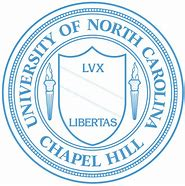 UNIVERSITY OF NORTH CAROLINA
LVX
LIBERTAS
CHAPEL HILL